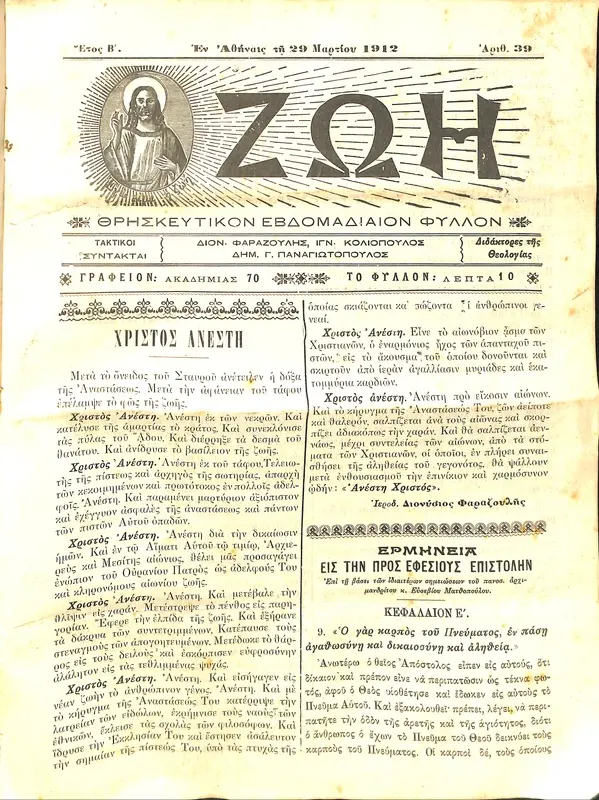 Ἔτος Β΄. Ἐν Ἀθήναις τῇ 29 Μαρτίου 1912 Ἀριθ. 39
ΖΩΗ
ΘΡΗΣΚΕΥΤΙΚΟΝ ΕΒΔΟΜΑΔΙΑΙΟΝ ΦΥΛΛΟΝ
ΤΑΚΤΙΚΟΙ
ΣΥΝΤΑΚΤΑΙ
ΔΙΟΝ. ΦΑΡΑΖΟΥΛΗΣ, ΙΓΝ. ΚΟΛΙΟΠΟΥΛΟΣ
ΔΗΜ. Γ. ΠΑΝΑΓΙΩΤΟΠΟΥΛΟΣ
Διδάκτορες τῆς
Θεολογίας
ΓΡΑΦΕΙΟΝ: ΑΚΑΔΗΜΙΑΣ 70 ΤΟ ΦΥΛΛΟΝ: ΛΕΠΤΑ 10
ΧΡΙΣΤΟΣ ΑΝΕΣΤΗ
Μετὰ τὸ ὄνειδος τοῦ Σταυροῦ ἀνέτειλεν ἡ δόξα
τῆς Ἀναστάσεως. Μετὰ τὴν ἀφάνειαν τοῦ τάφου
ἐπέλαμψε τὸ φῶς τῆς ζωῆς.
Χριστὸς Ἀνέστη. Ἀνέστη ἐκ τῶν νεκρῶν. Καὶ
κατέλυσε τῆς ἁμαρτίας τὸ κράτος. Καὶ συνεκλόνισε
τὰς πύλας τοῦ Ἅδου. Καὶ διέρρηξε τὰ δεσμὰ τοῦ
θανάτου. Καὶ ἀνίδρυσε τὸ βασίλειον τῆς ζωῆς.
Χριστὸς Ἀνέστη. Ἀνέστη ἐκ τοῦ τάφου. Τελειω-
τὴς τῆς πίστεως καὶ ἀρχηγὸς τῆς σωτηρίας, ἀπαρχὴ
τῶν κεκοιμημένων καὶ πρωτότοκος ἐν πολλοῖς ἀδελ-
φοῖς. Ἀνέστη. Καὶ παραμένει μαρτύριον ἀξιόπιστον
καὶ ἐχέγγυον ἀσφαλὲς τῆς ἀναστάσεως καὶ πάντων
τῶν πιστῶν Αὐτοῦ ὀπαδῶν.
Χριστὸς Ἀνέστη. Ἀνέστη διὰ τὴν δικαίωσιν
ἡμῶν. Καὶ ἐν τῷ Αἵματι Αὐτοῦ τῷ τιμίῳ, Ἀρχιε-
ρεὺς καὶ Μεσίτης αἰώνιος, θέλει μᾶς προσαγάγει
ἐνώπιον τοῦ Οὐρανίου Πατρὸς ὡς ἀδελφούς Του
καὶ κληρονόμους αἰωνίου ζωῆς.
Χριστὸς Ἀνέστη. Ἀνέστη. Καὶ μετέβαλε τὴν
θλῖψιν εἰς χαράν. Μετέστρεψε τὸ πένθος εἰς παρη-
γορίαν. Ἔφερε τὴν ἐλπίδα τῆς ζωῆς. Καὶ ἐξήρανε
τὰ δάκρυα τῶν συντετριμμένων. Κατέπαυσε τοὺς
στεναγμοὺς τῶν ἀπογοητευμένων. Μετέδωκε τὸ θάρ-
ρος εἰς τοὺς δειλοὺς καὶ ἐσκόρπισεν εὐφροσύνην
ἀλάλητον εἰς τὰς τεθλιμμένας ψυχάς.
Χριστὸς Ἀνέστη. Ἀνέστη. Καὶ εἰσήγαγεν εἰς
νέαν ζωὴν τὸ ἀνθρώπινον γένος. Ἀνέστη. Καὶ μὲ
τὸ κήρυγμα τῆς Ἀναστάσεώς Του κατέρριψε τὴν
λατρείαν τῶν εἰδώλων, ἐκρήμνισε τοὺς ναοὺς τῶν
ἐθνικῶν, ἔκλεισε τὰς σχολὰς τῶν φιλοσόφων. Καὶ
ἵδρυσε τὴν Ἐκκλησίαν Του καὶ ἔστησεν ἀσάλευτον
τὴν σημαίαν τῆς πίστεώς Του, ὑπὸ τὰς πτυχὰς τῆς
ὁποίας σκιάζονται καὶ σώζονται αἱ ἀνθρώπινοι γε-
νεαί.
Χριστὸς Ἀνέστη. Εἶνε τὸ αἰωνόβιον ᾆσμα τῶν
Χριστιανῶν, ὁ ἐναρμόνιος ἦχος τῶν ἁπανταχοῦ πι-
στῶν, εἰς τὸ ἄκουσμα τοῦ ὁποίου δονοῦνται καὶ
σκιρτοῦν ἀπὸ ἱερὰν ἀγαλλίασιν μυριάδες καὶ ἑκα-
τομμύρια καρδιῶν.
Χριστὸς ἀνέστη. Ἀνέστη πρὸ εἴκοσιν αἰώνων.
Καὶ τὸ κήρυγμα τῆς Ἀναστάσεώς Του, ζῶν ἀείποτε
καὶ θαλερόν, σαλπίζεται ἀνὰ τοὺς αἰῶνας καὶ σκορ-
πίζει ἀδιακόπως τὴν χαράν. Καὶ θὰ σαλπίζεται ἀεν-
νάως, μέχρι συντελείας τῶν αἰώνων, ἀπὸ τὰ στό-
ματα τῶν Χριστιανῶν, οἱ ὁποῖοι, ἐν πλήρει συναι-
σθήσει τῆς ἀληθείας τοῦ γεγονότος, θὰ ψάλλουν
μετὰ ἐνθουσιασμοῦ τὴν ἐπινίκιον καὶ χαρμόσυνον
ᾠδήν: «Ἀνέστη Χριστός».
Ἱεροδ. Διονύσιος Φαραζουλῆς
ΕΡΜΗΝΕΙΑ
ΕΙΣ ΤΗΝ ΠΡΟΣ ΕΦΕΣΙΟΥΣ ΕΠΙΣΤΟΛΗΝ
Ἐπὶ τῇ βάσει τῶν ἰδιαιτέρων σημειώσεων τοῦ πανοσ. ἀρχι-
μανδρίτου κ. Εὐσεβίου Ματθοπούλου.
ΚΕΦΑΛΑΙΟΝ Ε΄.
9. «Ὁ γὰρ καρπὸς τοῦ Πνεύματος, ἐν πάσῃ
ἀγαθωσύνῃ καὶ δικαιοσύνῃ καὶ ἀληθείᾳ.»
Ἀνωτέρω ὁ θεῖος Ἀπόστολος εἶπεν εἰς αὐτούς, ὅτι
δίκαιον καὶ πρέπον εἶνε νὰ περιπατῶσιν ὡς τέκνα φω-
τός, ἀφοῦ ὁ Θεὸς υἱοθέτησε καὶ ἔδωκεν εἰς αὐτοὺς τὸ
Πνεῦμα Αὐτοῦ. Καὶ ἐξακολουθεῖ· πρέπει, λέγει, νὰ περι-
πατῆτε τὴν ὁδὸν τῆς ἀρετῆς καὶ τῆς ἁγιότητος, διότι
ὁ ἄνθρωπος ὁ ἔχων τὸ Πνεῦμα τοῦ Θεοῦ δεικνύει τοὺς
καρποὺς τοῦ Πνεύματος. Οἱ καρποὶ δέ, τοὺς ὁποίους